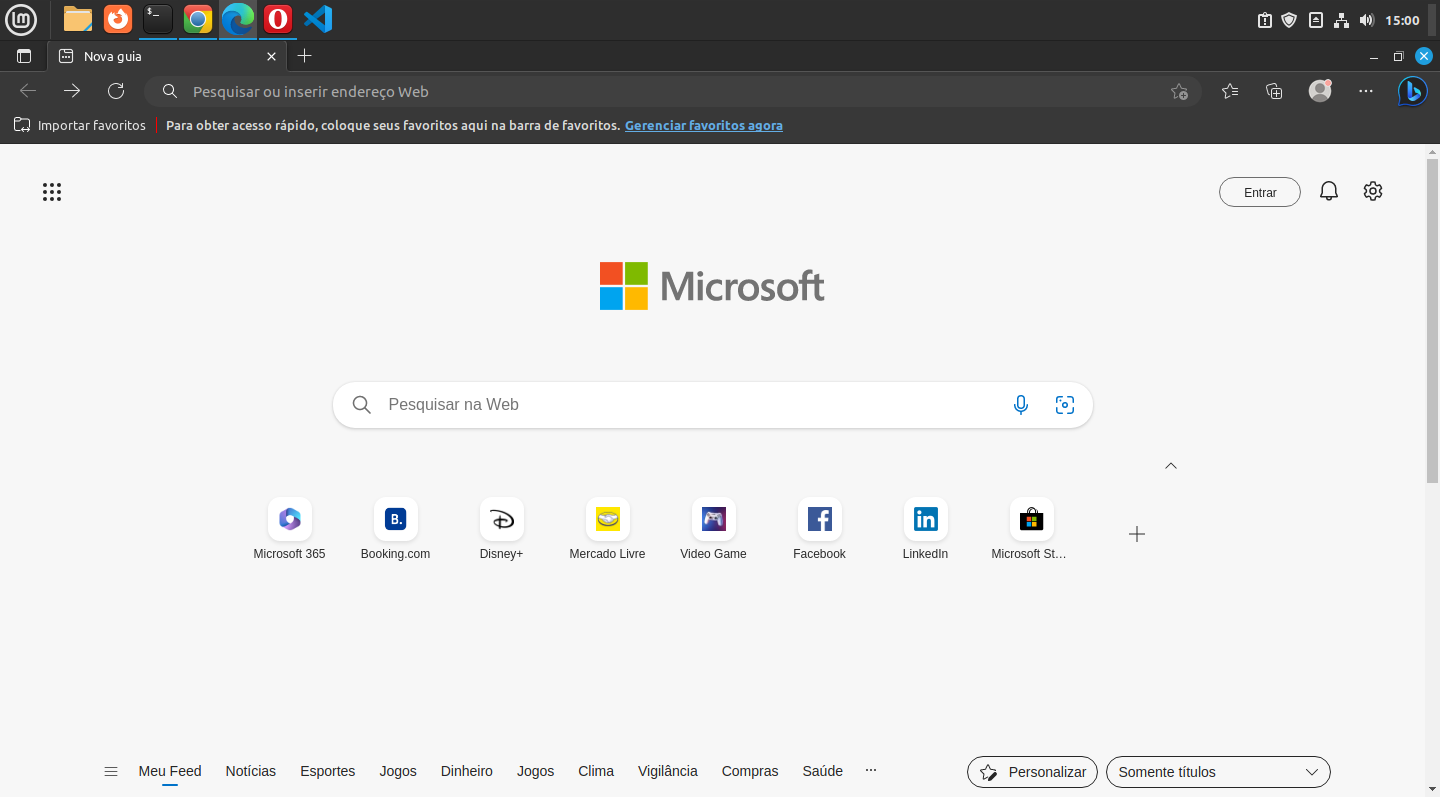 15:00
Nova guia
Pesquisar ou inserir endereço Web
Importar favoritos Para obter acesso rápido, coloque seus favoritos aqui na barra de favoritos. Gerenciar favoritos agora
Entrar
Microsoft
Pesquisar na Web
Microsoft 365 Booking.com Disney+ Mercado Livre Video Game Facebook LinkedIn Microsoft St...
Meu Feed Notícias Esportes Jogos Dinheiro Jogos Clima Vigilância Compras Saúde ... Personalizar Somente títulos